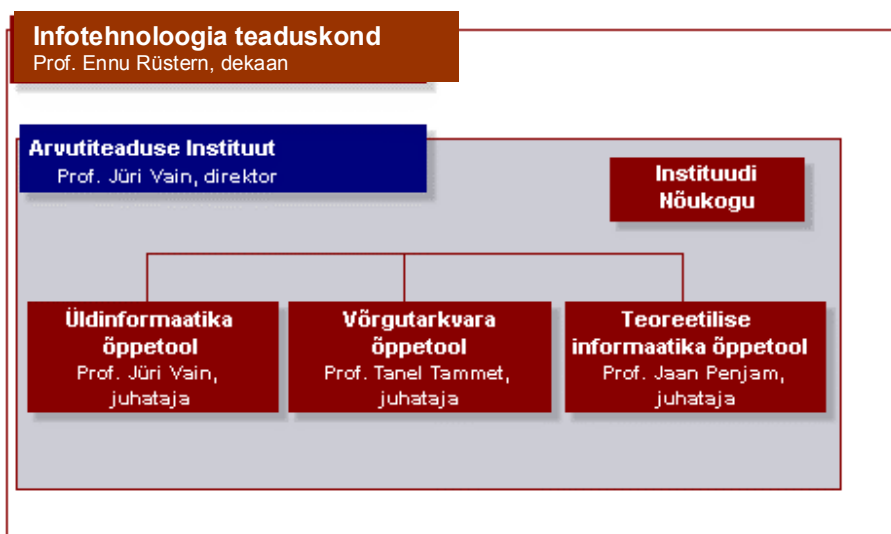 Infotehnoloogia teaduskond
Prof. Ennu Rüstern, dekaan
Arvutiteaduse Instituut
Prof. Jüri Vain, direktor
Instituudi
Nõukogu
Üldinformaatika
õppetool
Prof. Jüri Vain,
juhataja
Võrgutarkvara
õppetool
Prof. Tanel Tammet,
juhataja
Teoreetilise
informaatika õppetool
Prof. Jaan Penjam,
juhataja